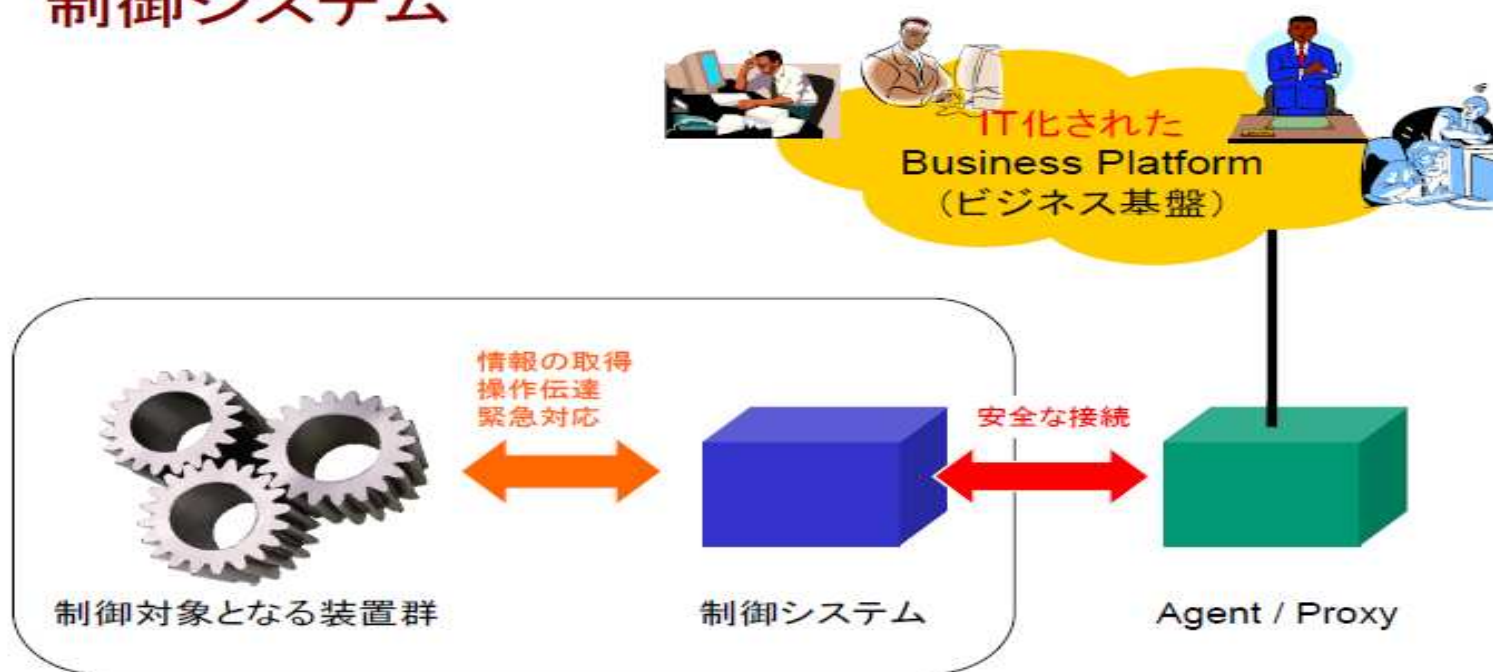 制御システム
IT化された
Business Platform
（ビジネス基盤）
情報の取得
操作伝達
緊急対応
安全な接続
制御対象となる装置群
制御システム
Agent / Proxy